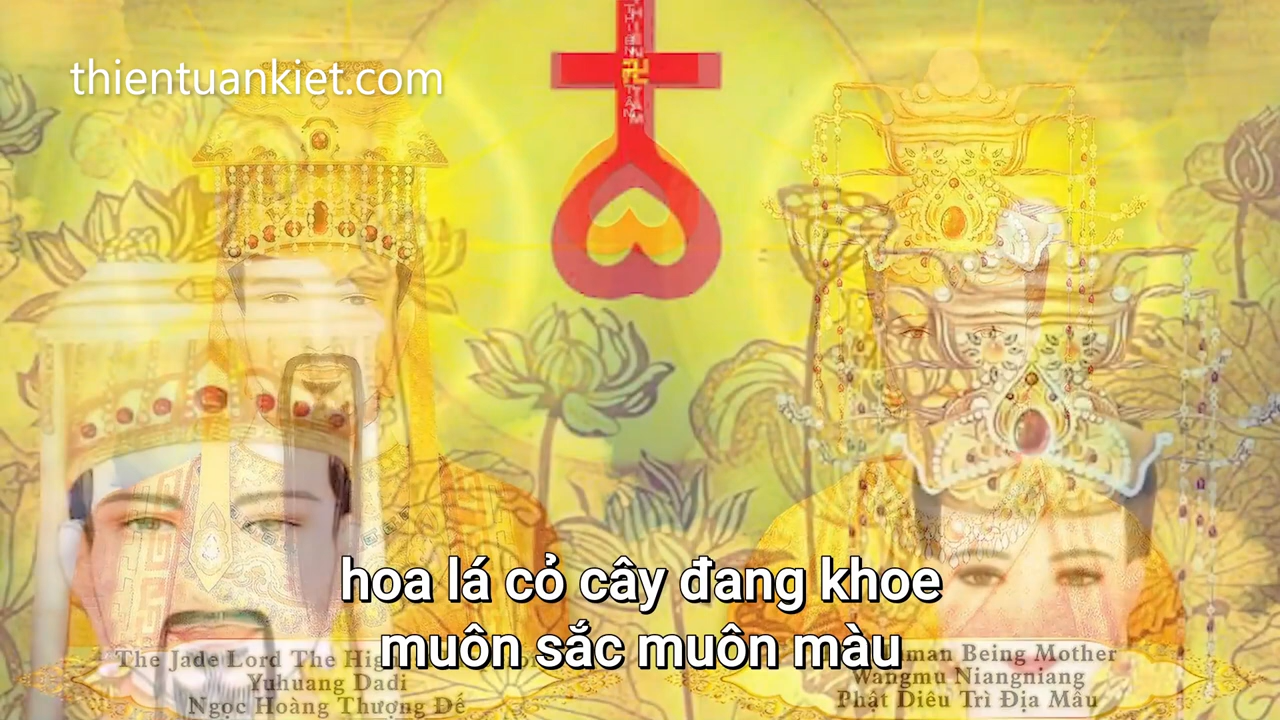 thientuankiet.com
hoa lá cỏ cây đang khoe
muôn sắc muôn màu
The Jade Lord The Hig
Yuhuang Dadi
Ngọc Hoàng Thượng Đế
Being Mother
Wangmu Niangniang
Phật Diêu Trì Địa Mẫu